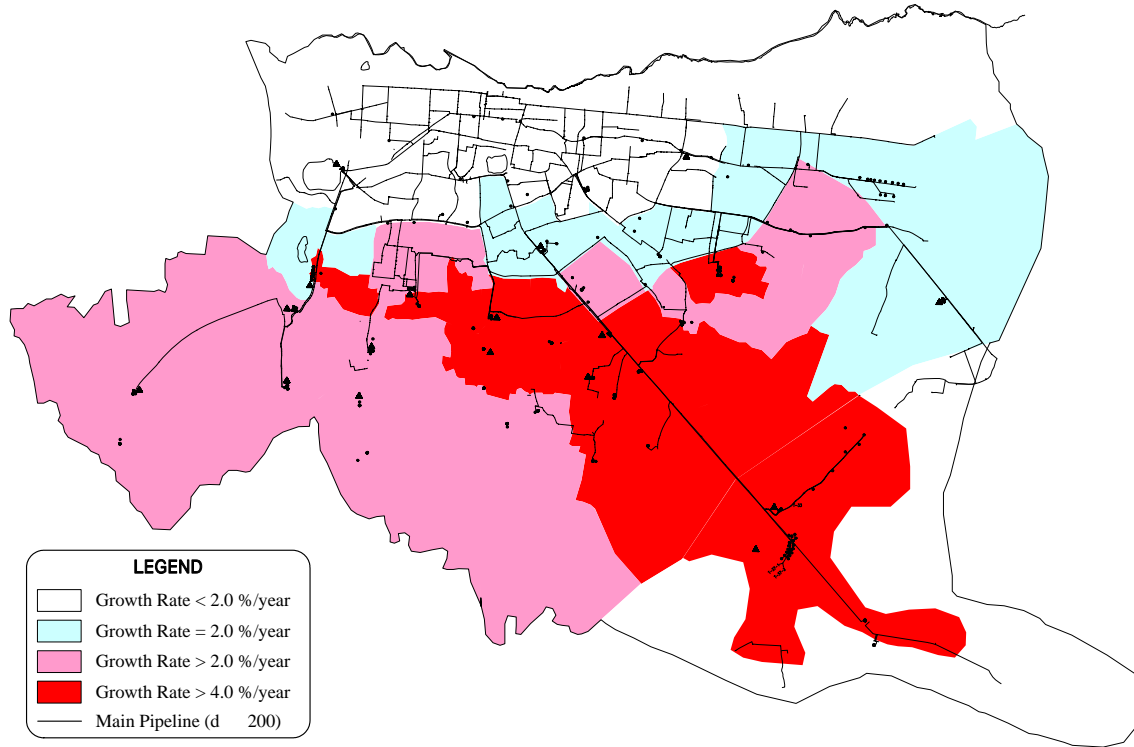 LEGEND
Growth Rate < 2.0 %/year
Growth Rate = 2.0 %/year
Growth Rate > 2.0 %/year
Growth Rate > 4.0 %/year
Main Pipeline (d 200)